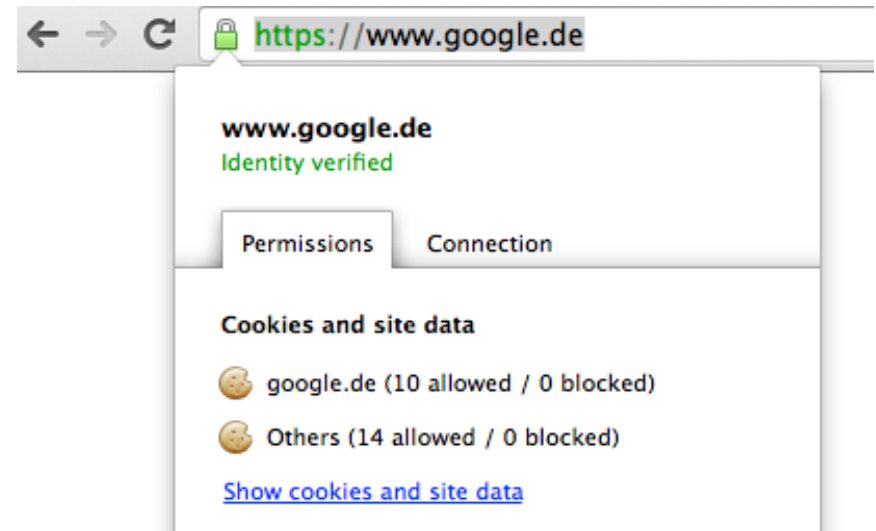 https://www.google.de
www.google.de
Identity verified
Permissions Connection
Cookies and site data
google.de (10 allowed / 0 blocked)
Others (14 allowed / 0 blocked)
Show cookies and site data